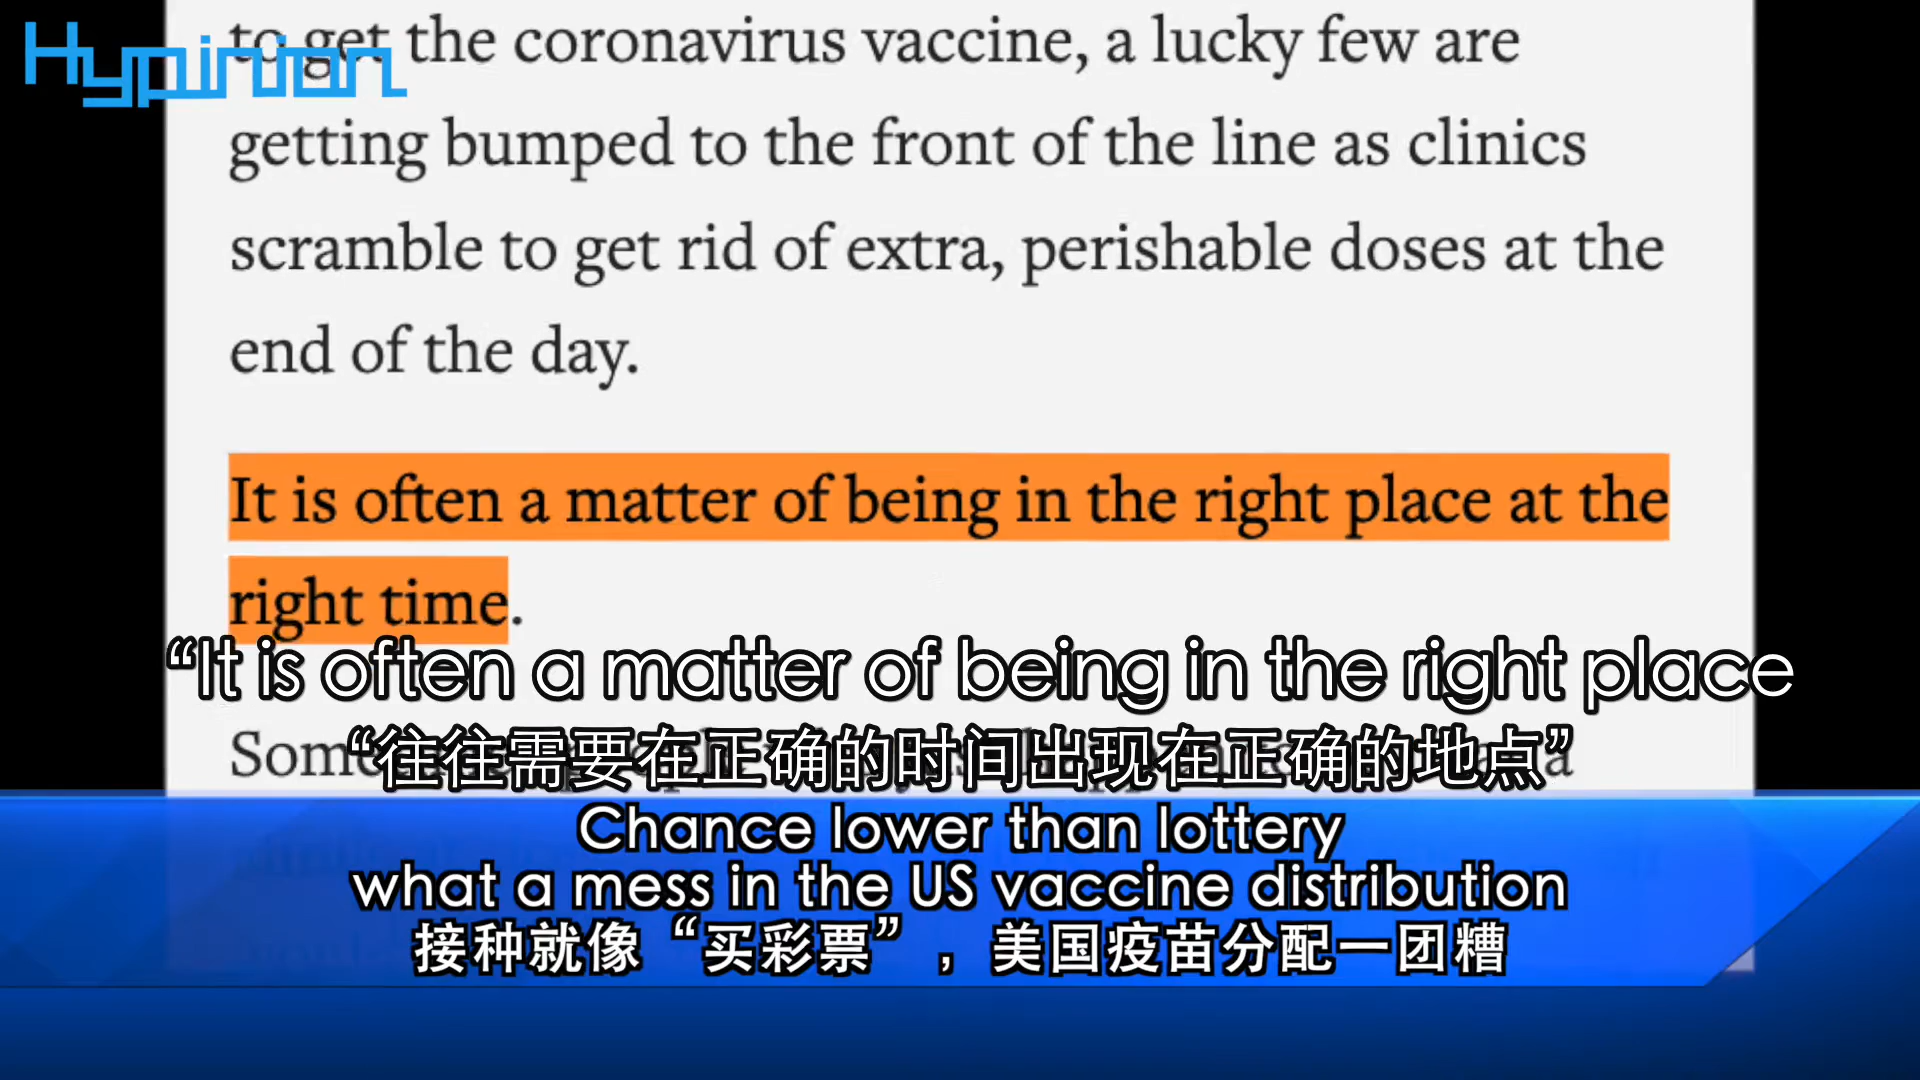 Hypinion
to get the coronavirus vaccine, a lucky few are
getting bumped to the front of the line as clinics
scramble to get rid of extra, perishable doses at the
end of the day.
It is often a matter of being in the right place at the
right time.
“It is often a matter of being in the right place
“往往需要在正确的时间出现在正确的地点”
Chance lower than lottery
what a mess in the US vaccine distribution
接种就像“买彩票”，美国疫苗分配一团糟